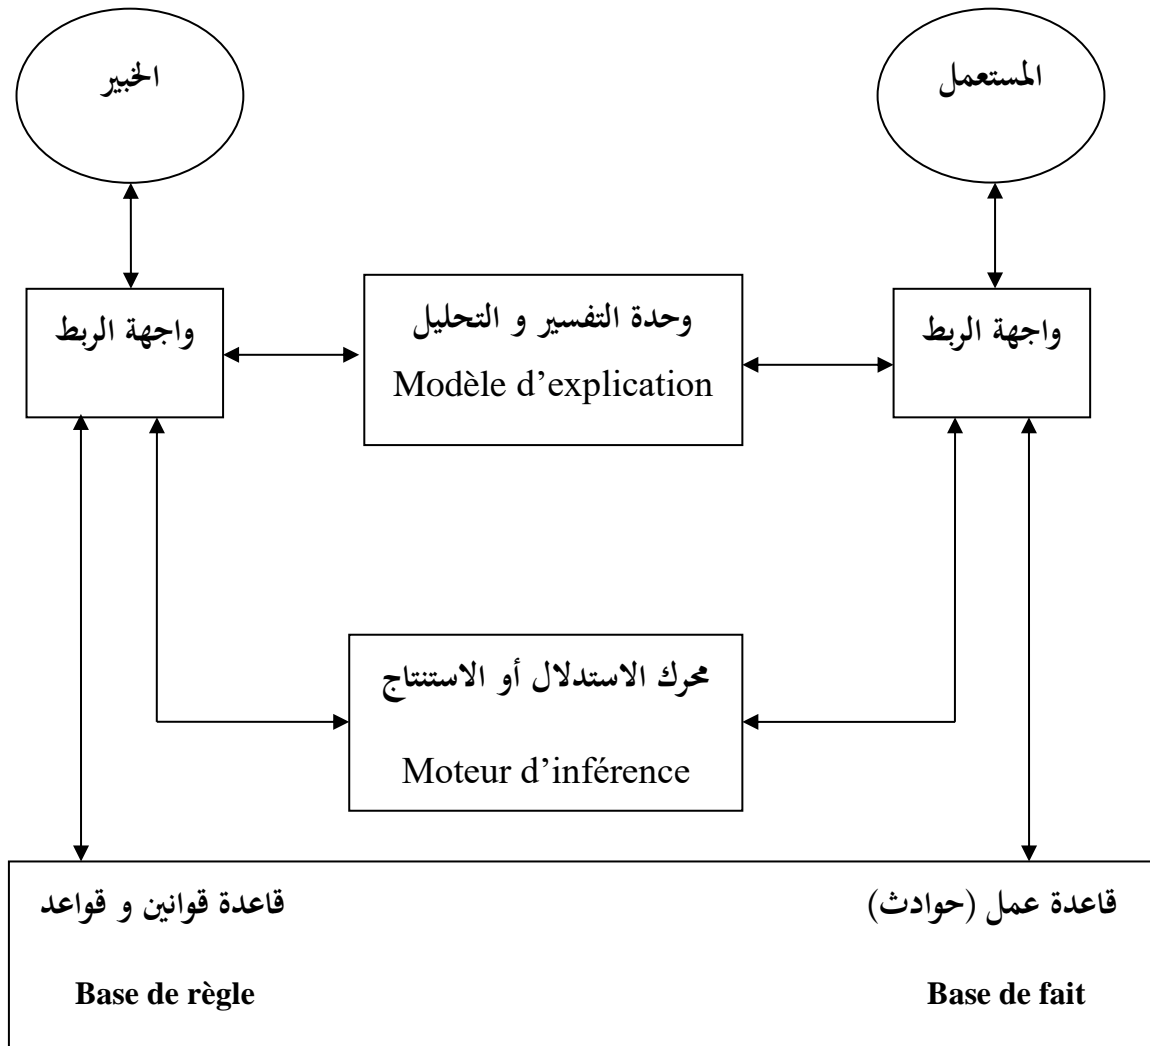 الخبير
المستعمل
واجهة الربط
وحدة التفسير و التحليل
Modèle d’explication
واجهة الربط
محرك الاستدلال أو الاستنتاج
Moteur d’inférence
قاعدة قوانين و قواعد
قاعدة عمل (حوادث)
Base de règle
Base de fait